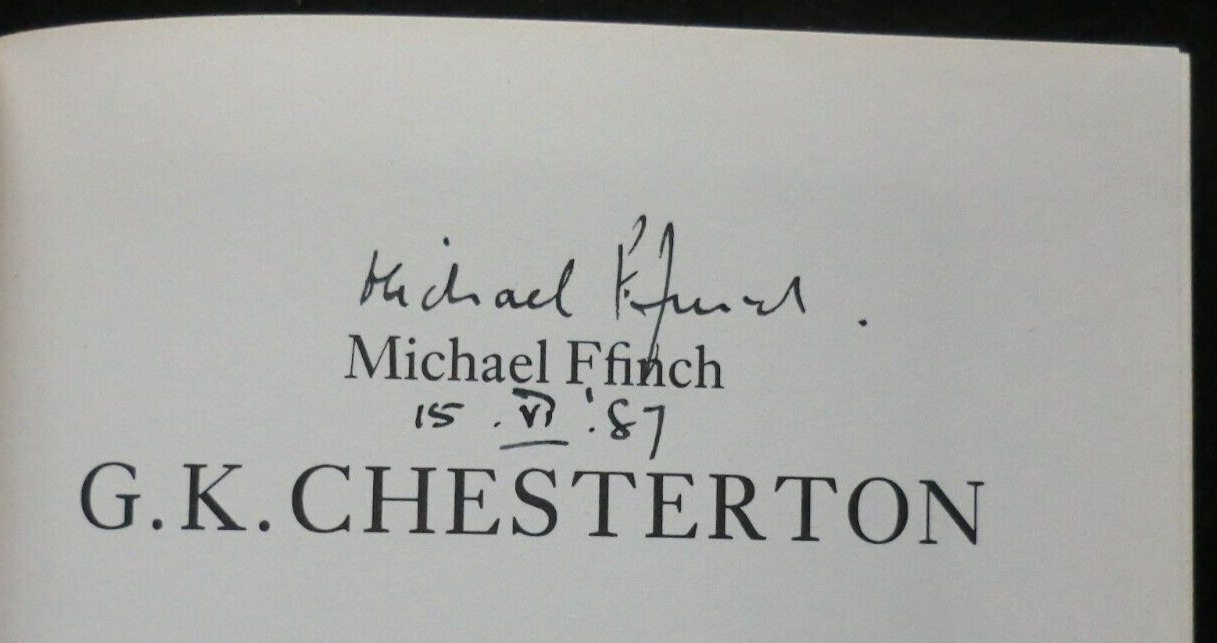 Michael Ffinch.
Michael Ffinch
15.VI.'87
G.K. CHESTERTON